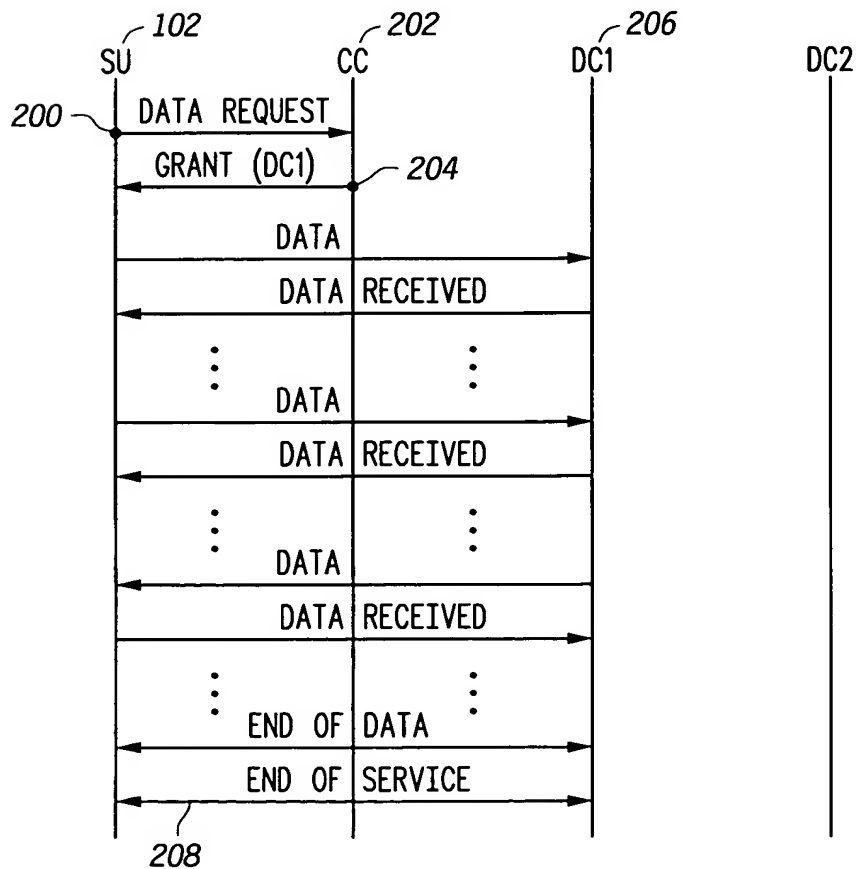 102 202 206
SU CC DC1 DC2
200 DATA REQUEST
GRANT (DC1) 204
DATA
DATA RECEIVED
DATA
DATA RECEIVED
DATA
DATA RECEIVED
END OF DATA
END OF SERVICE
208